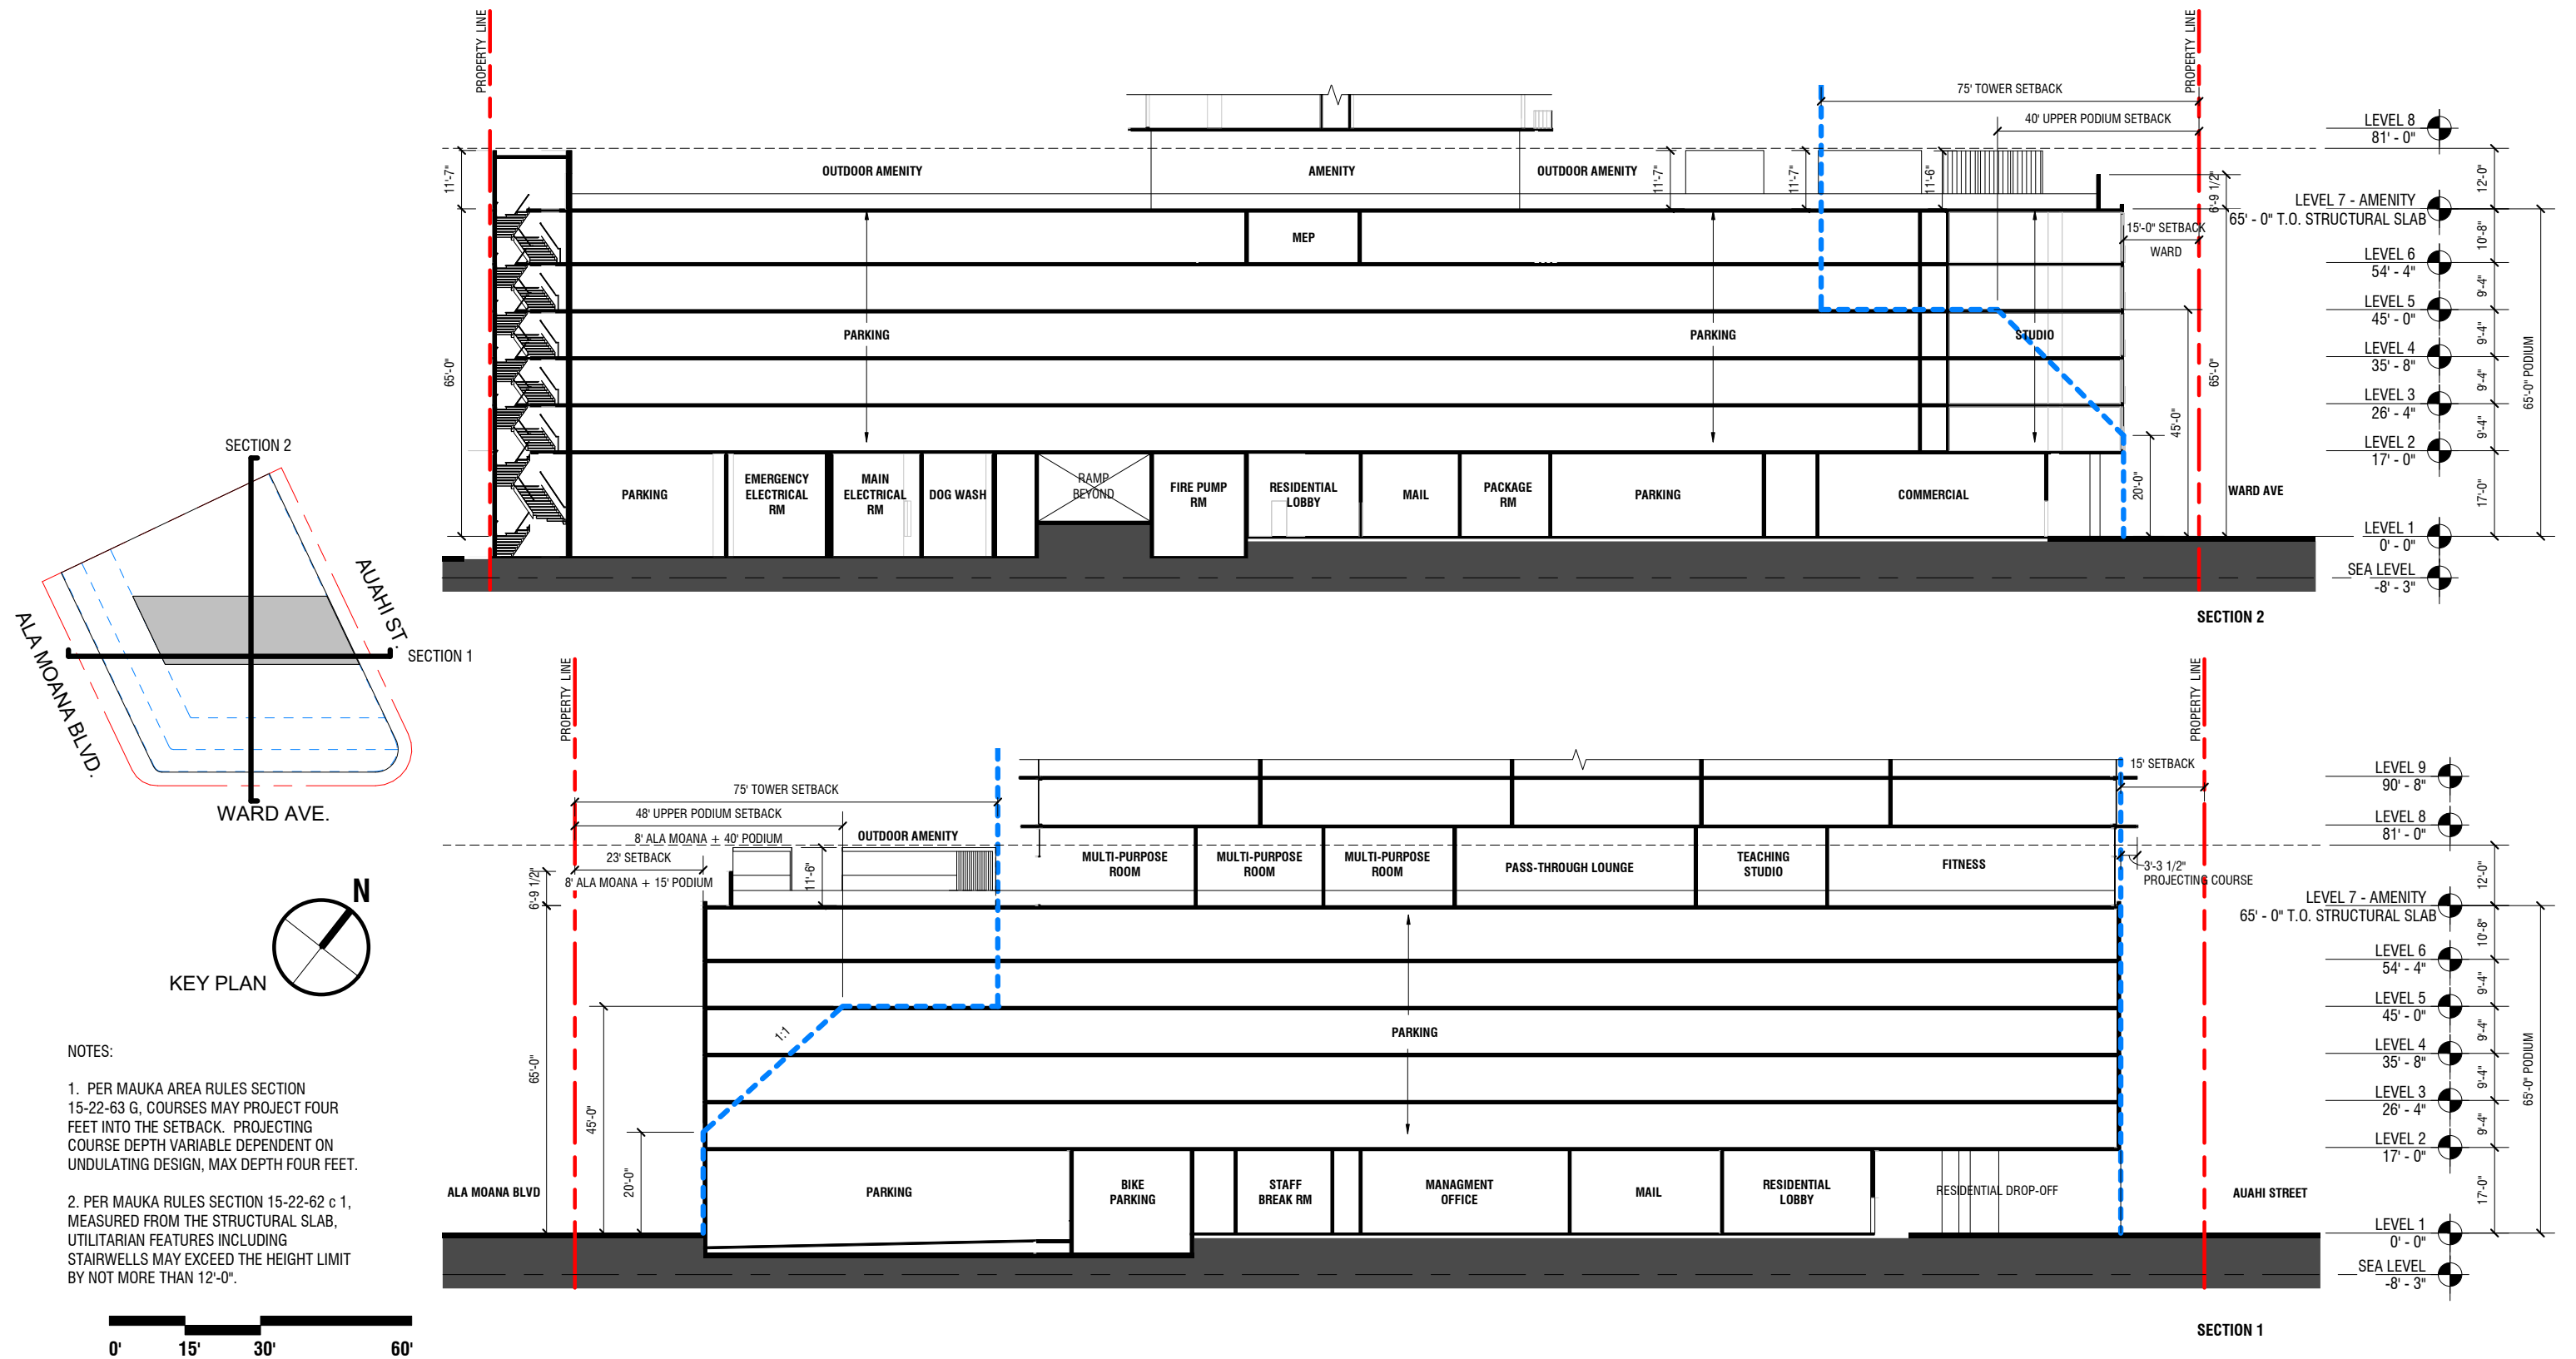 PROPERTY LINE
PROPERTY LINE
75' TOWER SETBACK
40' UPPER PODIUM SETBACK
LEVEL 8
81' - 0"
11'-7"
OUTDOOR AMENITY
AMENITY
OUTDOOR AMENITY
11'-7"
11'-7"
11'-6"
6'-9 1/2"
12'-0"
LEVEL 7 - AMENITY
65' - 0" T.O. STRUCTURAL SLAB
15'-0" SETBACK
WARD
MEP
10'-8"
LEVEL 6
54' - 4"
9'-4"
LEVEL 5
45' - 0"
PARKING
PARKING
STUDIO
9'-4"
LEVEL 4
35' - 8"
65'-0"
65'-0"
65'-0" PODIUM
9'-4"
LEVEL 3
26' - 4"
45'-0"
9'-4"
LEVEL 2
17' - 0"
PARKING
EMERGENCY
ELECTRICAL
RM
MAIN
ELECTRICAL
RM
DOG WASH
RAMP
BEYOND
FIRE PUMP
RM
RESIDENTIAL
LOBBY
MAIL
PACKAGE
RM
PARKING
COMMERCIAL
20'-0"
WARD AVE
17'-0"
LEVEL 1
0' - 0"
SEA LEVEL
-8' - 3"
SECTION 2
SECTION 2
AUAHI ST.
ALA MOANA BLVD.
SECTION 1
WARD AVE.
N
KEY PLAN
NOTES:
1. PER MAUKA AREA RULES SECTION
15-22-63 G, COURSES MAY PROJECT FOUR
FEET INTO THE SETBACK. PROJECTING
COURSE DEPTH VARIABLE DEPENDENT ON
UNDULATING DESIGN, MAX DEPTH FOUR FEET.
2. PER MAUKA RULES SECTION 15-22-62 c 1,
MEASURED FROM THE STRUCTURAL SLAB,
UTILITARIAN FEATURES INCLUDING
STAIRWELLS MAY EXCEED THE HEIGHT LIMIT
BY NOT MORE THAN 12'-0".
0' 15' 30' 60'
PROPERTY LINE
PROPERTY LINE
75' TOWER SETBACK
48' UPPER PODIUM SETBACK
8' ALA MOANA + 40' PODIUM
23' SETBACK
8' ALA MOANA + 15' PODIUM
OUTDOOR AMENITY
6'-9 1/2"
11'-6"
15' SETBACK
LEVEL 9
90' - 8"
LEVEL 8
81' - 0"
MULTI-PURPOSE
ROOM
MULTI-PURPOSE
ROOM
MULTI-PURPOSE
ROOM
PASS-THROUGH LOUNGE
TEACHING
STUDIO
FITNESS
3'-3 1/2"
PROJECTING COURSE
12'-0"
LEVEL 7 - AMENITY
65' - 0" T.O. STRUCTURAL SLAB
10'-8"
LEVEL 6
54' - 4"
9'-4"
LEVEL 5
45' - 0"
1:1
PARKING
9'-4"
LEVEL 4
35' - 8"
65'-0"
65'-0" PODIUM
9'-4"
LEVEL 3
26' - 4"
45'-0"
9'-4"
LEVEL 2
17' - 0"
20'-0"
ALA MOANA BLVD
PARKING
BIKE
PARKING
STAFF
BREAK RM
MANAGMENT
OFFICE
MAIL
RESIDENTIAL
LOBBY
RESIDENTIAL DROP-OFF
AUAHI STREET
17'-0"
LEVEL 1
0' - 0"
SEA LEVEL
-8' - 3"
SECTION 1